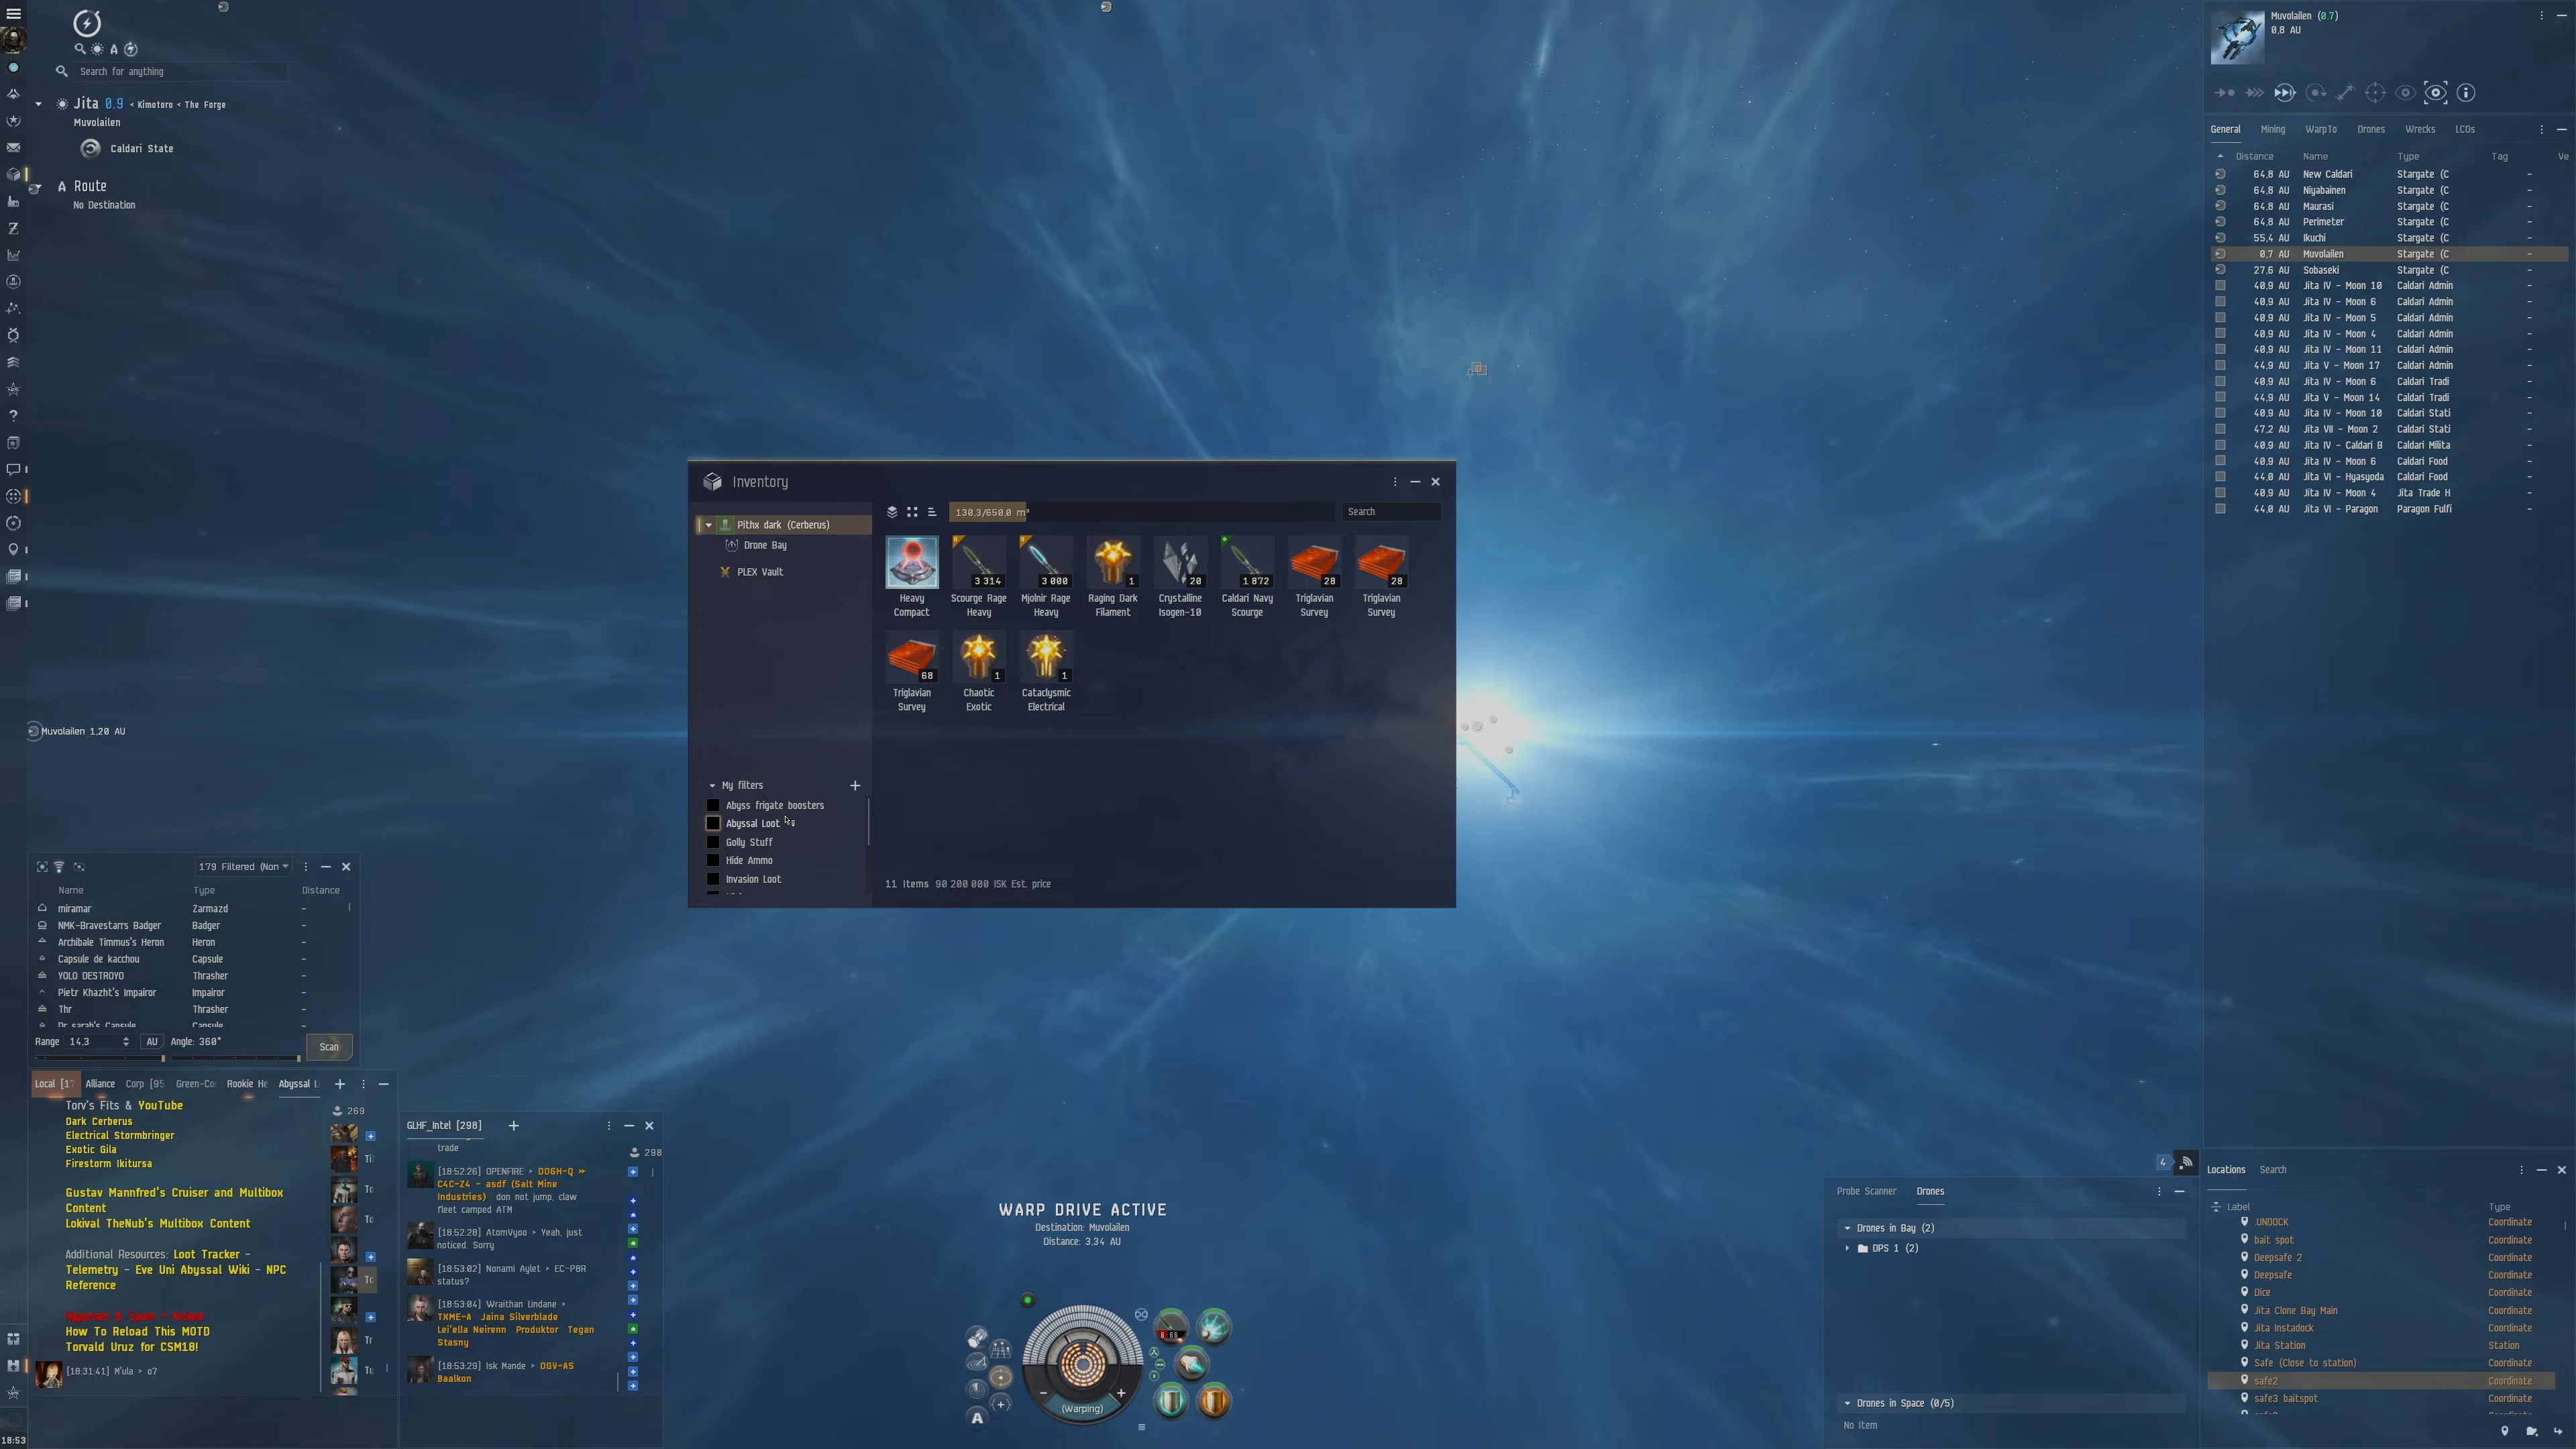 Search for anything
Jita 0.9 < Kimotoro < The Forge
Muvolailen
Caldari State
Route
No Destination
Muvolailen 1,20 AU
Muvolailen (0.7)
0,8 AU
General Mining WarpTo Drones Wrecks LCOs
Distance Name Type Tag Ve
64,8 AU New Caldari Stargate (C -
64,8 AU Niyabainen Stargate (C -
64,8 AU Maurasi Stargate (C -
64,8 AU Perimeter Stargate (C -
55,4 AU Ikuchi Stargate (C -
0,7 AU Muvolailen Stargate (C -
27,6 AU Sobaseki Stargate (C -
40,9 AU Jita IV - Moon 10 Caldari Admin -
40,9 AU Jita IV - Moon 6 Caldari Admin -
40,9 AU Jita IV - Moon 5 Caldari Admin -
40,9 AU Jita IV - Moon 4 Caldari Admin -
40,9 AU Jita IV - Moon 11 Caldari Admin -
44,9 AU Jita V - Moon 17 Caldari Admin -
40,9 AU Jita IV - Moon 6 Caldari Tradi -
44,9 AU Jita V - Moon 14 Caldari Tradi -
40,9 AU Jita IV - Moon 10 Caldari Stati -
47,2 AU Jita VII - Moon 2 Caldari Stati -
40,9 AU Jita IV - Caldari B Caldari Milita -
40,9 AU Jita IV - Moon 6 Caldari Food -
44,0 AU Jita VI - Hyasyoda Caldari Food -
40,9 AU Jita IV - Moon 4 Jita Trade H -
44,0 AU Jita VI - Paragon Paragon Fulfi -
Inventory
Pithx dark (Cerberus)
Drone Bay
PLEX Vault
130,3/650,0 m³
Search
3 314 3 000 1 20 1 872 28 28
Heavy Scourge Rage Mjolnir Rage Raging Dark Crystalline Caldari Navy Triglavian Triglavian
Compact Heavy Heavy Filament Isogen-10 Scourge Survey Survey
68 1 1
Triglavian Chaotic Cataclysmic
Survey Exotic Electrical
My filters
Abyss frigate boosters
Abyssal Loot
Golly Stuff
Hide Ammo
Invasion Loot
11 Items 90 200 000 ISK Est. price
179 Filtered (Non
Name Type Distance
miramar Zarmazd -
NMK-Bravestarrs Badger Badger -
Archibale Timmus's Heron Heron -
Capsule de kacchou Capsule -
YOLO DESTROYO Thrasher -
Pietr Khazht's Impairor Impairor -
Thr Thrasher -
Dr sarah's Capsule Capsule -
Range 14,3 AU Angle: 360° Scan
Local [17 Alliance Corp [95 Green-Co Rookie He Abyssal L
269
Torv's Fits & YouTube
Dark Cerberus
Electrical Stormbringer
Exotic Gila
Firestorm Ikitursa
Gustav Mannfred's Cruiser and Multibox
Content
Lokival TheNub's Multibox Content
Additional Resources: Loot Tracker -
Telemetry - Eve Uni Abyssal Wiki - NPC
Reference
How To Reload This MOTD
Torvald Uruz for CSM18!
[18:31:41] M'ula > o7
GLHF_Intel [298]
298
trade
[18:52:26] OPENFIRE > DO6H-Q »
C4C-Z4 - asdf (Salt Mine
Industries) don not jump, claw
fleet camped ATM
[18:52:28] AtomVyoo > Yeah, just
noticed. Sorry
[18:53:02] Nonami Aylet > EC-P8R
status?
[18:53:04] Wraithan Lindane >
TXME-A Jaina Silverblade
Lei'ella Neirenn Produktor Tegan
Stasny
[18:53:29] Isk Mande > OGV-AS
Baalkon
18:53
WARP DRIVE ACTIVE
Destination: Muvolailen
Distance: 3,34 AU
(Warping)
4
Probe Scanner Drones
Drones in Bay (2)
DPS 1 (2)
Drones in Space (0/5)
No Item
Locations Search
Label Type
.UNDOCK Coordinate
bait spot Coordinate
Deepsafe 2 Coordinate
Deepsafe Coordinate
Dice Coordinate
Jita Clone Bay Main Coordinate
Jita Instadock Coordinate
Jita Station Station
Safe (Close to station) Coordinate
safe2 Coordinate
safe3 baitspot Coordinate